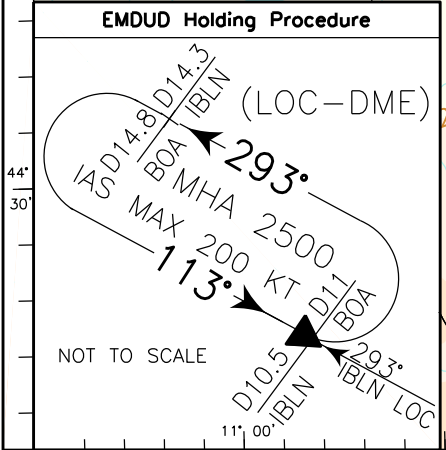 EMDUD Holding Procedure
D14.3
IBLN
D14.8
BOA
(LOC-DME)
293°
MHA 2500
IAS MAX 200 KT
113°
D11
BOA
D10.5
IBLN
293°
IBLN LOC
NOT TO SCALE
44°
30'
11° 00'